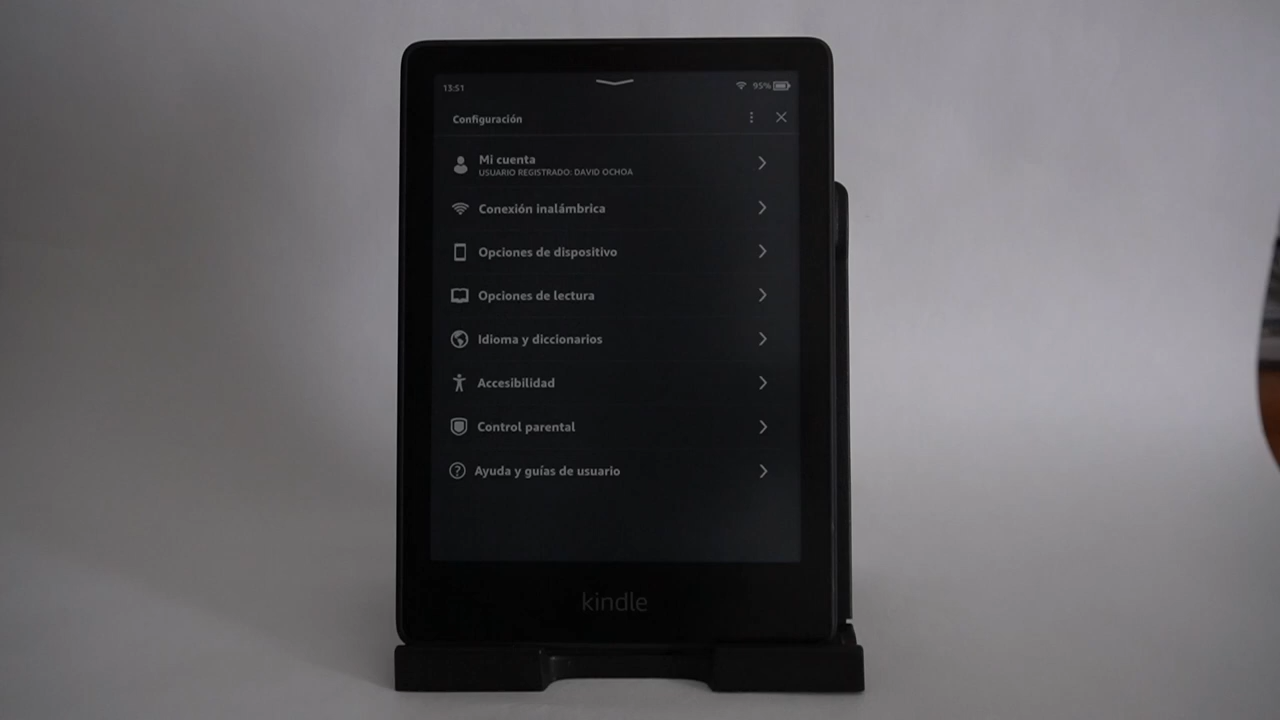 13:51
95%
Configuración
Mi cuenta
USUARIO REGISTRADO: DAVID OCHOA
Conexión inalámbrica
Opciones de dispositivo
Opciones de lectura
Idioma y diccionarios
Accesibilidad
Control parental
Ayuda y guías de usuario
kindle